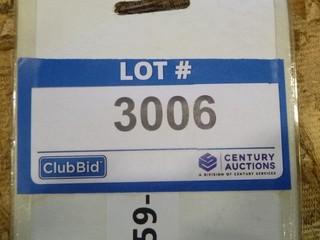 LOT #
3006
ClubBid
CENTURY
AUCTIONS
A DIVISION OF CENTURY SERVICES
59-